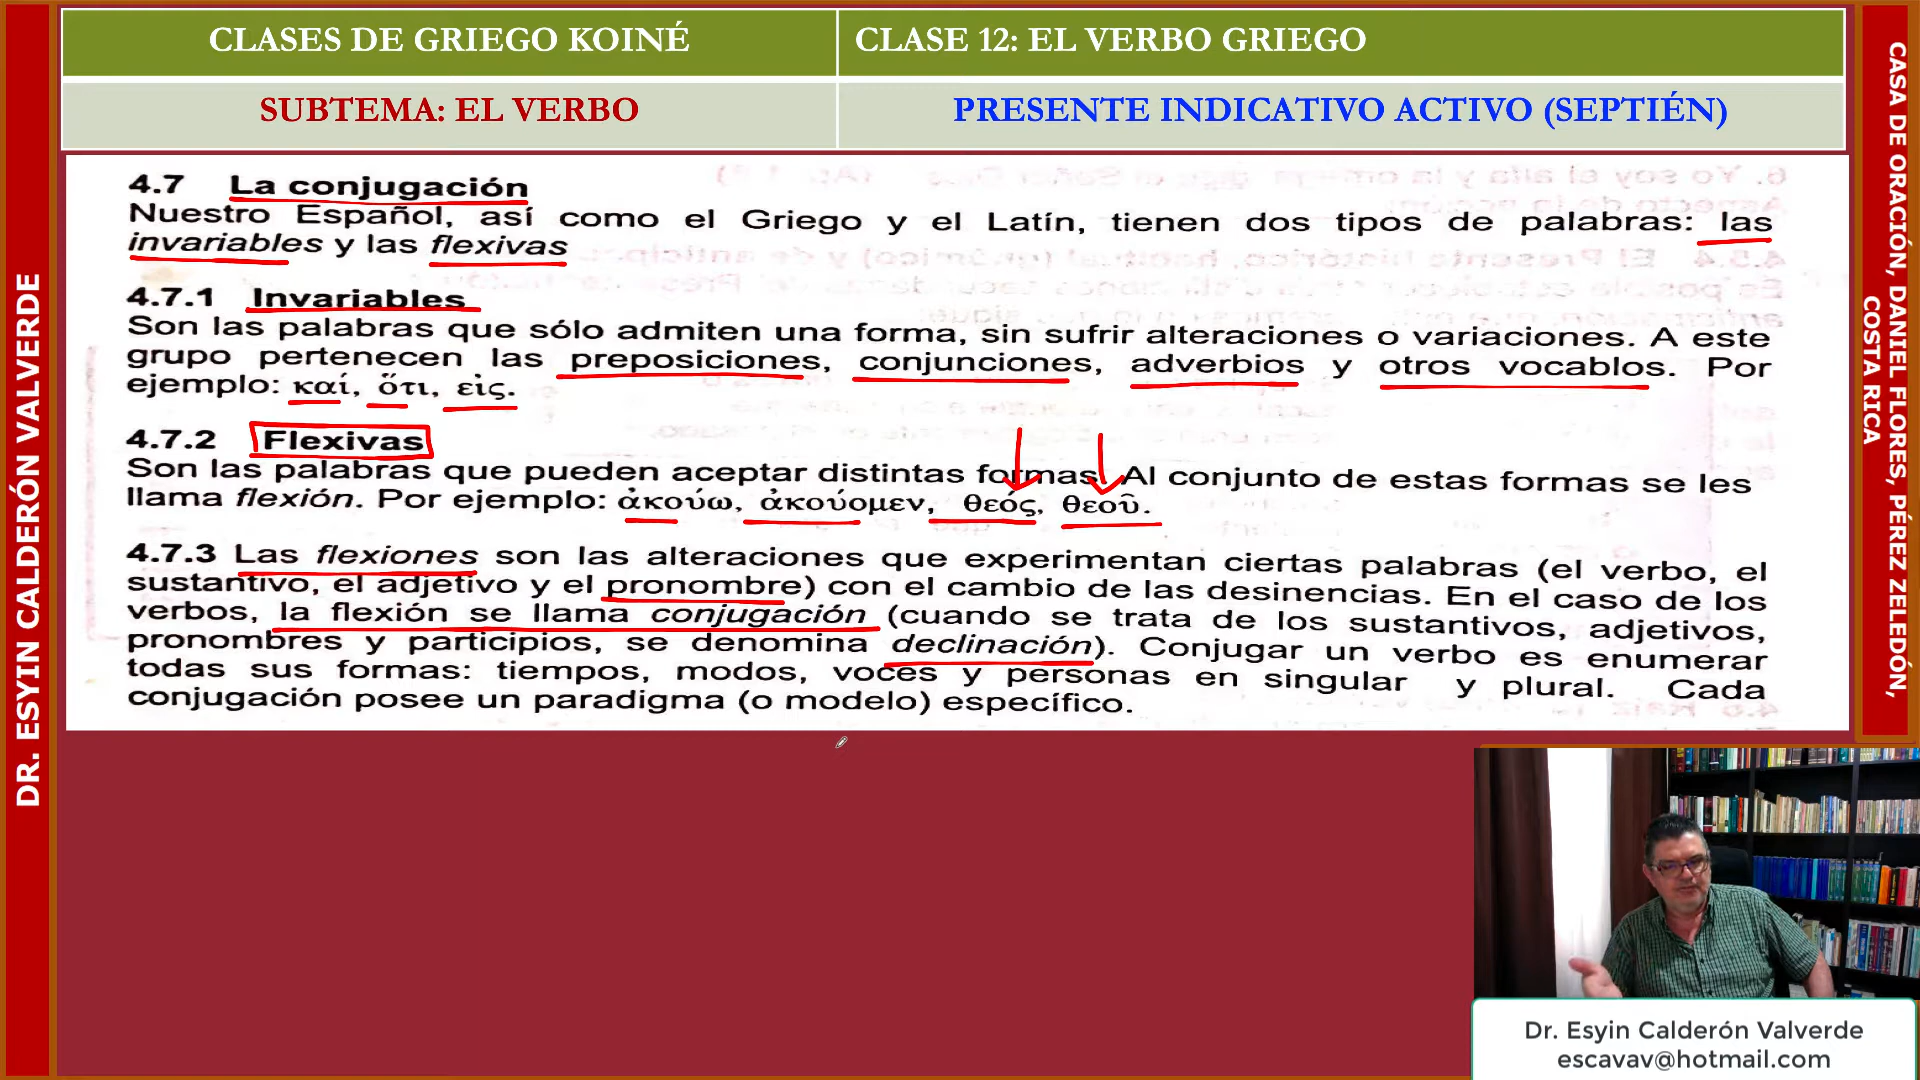 CLASES DE GRIEGO KOINÉ
CLASE 12: EL VERBO GRIEGO
SUBTEMA: EL VERBO
PRESENTE INDICATIVO ACTIVO (SEPTIÉN)
DR. ESYIN CALDERÓN VALVERDE
4.7 La conjugación
Nuestro Español, así como el Griego y el Latín, tienen dos tipos de palabras: las
invariables y las flexivas
4.7.1 Invariables
Son las palabras que sólo admiten una forma, sin sufrir alteraciones o variaciones. A este
grupo pertenecen las preposiciones, conjunciones, adverbios y otros vocablos. Por
ejemplo: καί, ὅτι, εἰς.
4.7.2 Flexivas
Son las palabras que pueden aceptar distintas formas. Al conjunto de estas formas se les
llama flexión. Por ejemplo: ἀκούω, ἀκούομεν, θεός, θεοῦ.
4.7.3 Las flexiones son las alteraciones que experimentan ciertas palabras (el verbo, el
sustantivo, el adjetivo y el pronombre) con el cambio de las desinencias. En el caso de los
verbos, la flexión se llama conjugación (cuando se trata de los sustantivos, adjetivos,
pronombres y participios, se denomina declinación). Conjugar un verbo es enumerar
todas sus formas: tiempos, modos, voces y personas en singular y plural. Cada
conjugación posee un paradigma (o modelo) específico.
CASA DE ORACIÓN, DANIEL FLORES, PÉREZ ZELEDÓN,
COSTA RICA
Dr. Esyin Calderón Valverde
escavav@hotmail.com